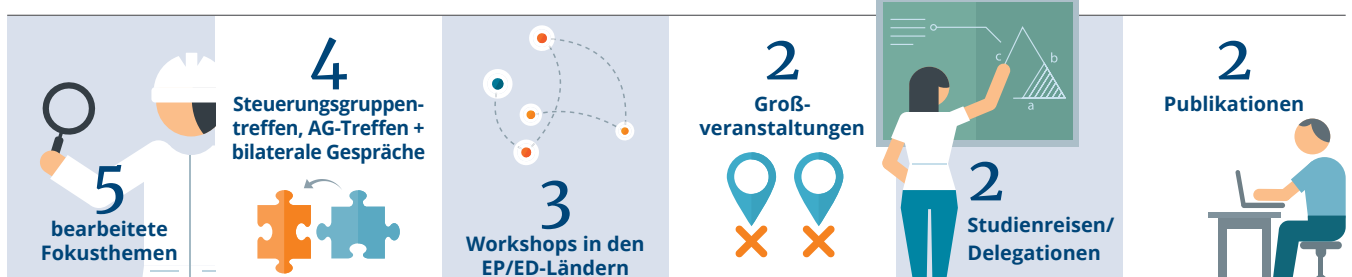 5
bearbeitete
Fokusthemen
4
Steuerungsgruppen-
treffen, AG-Treffen +
bilaterale Gespräche
3
Workshops in den
EP/ED-Ländern
2
Groß-
veranstaltungen
c
b
a
2
Studienreisen/
Delegationen
2
Publikationen